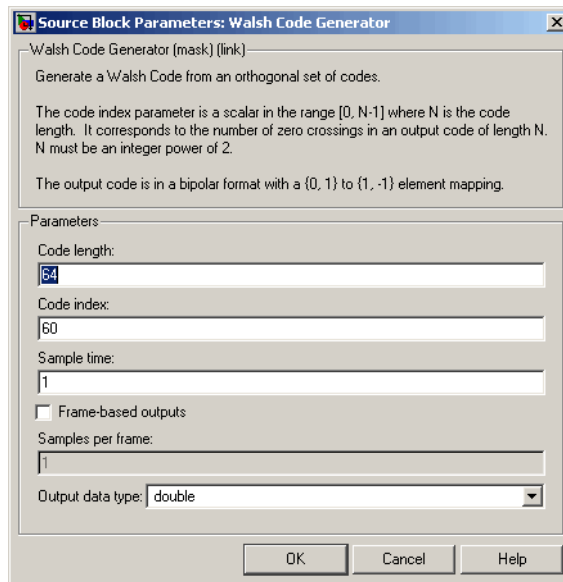 Source Block Parameters: Walsh Code Generator
Walsh Code Generator (mask) (link)
Generate a Walsh Code from an orthogonal set of codes.
The code index parameter is a scalar in the range [0, N-1] where N is the code
length. It corresponds to the number of zero crossings in an output code of length N.
N must be an integer power of 2.
The output code is in a bipolar format with a {0, 1} to {1, -1} element mapping.
Parameters
Code length:
64
Code index:
60
Sample time:
1
Frame-based outputs
Samples per frame:
1
Output data type: double
OK Cancel Help